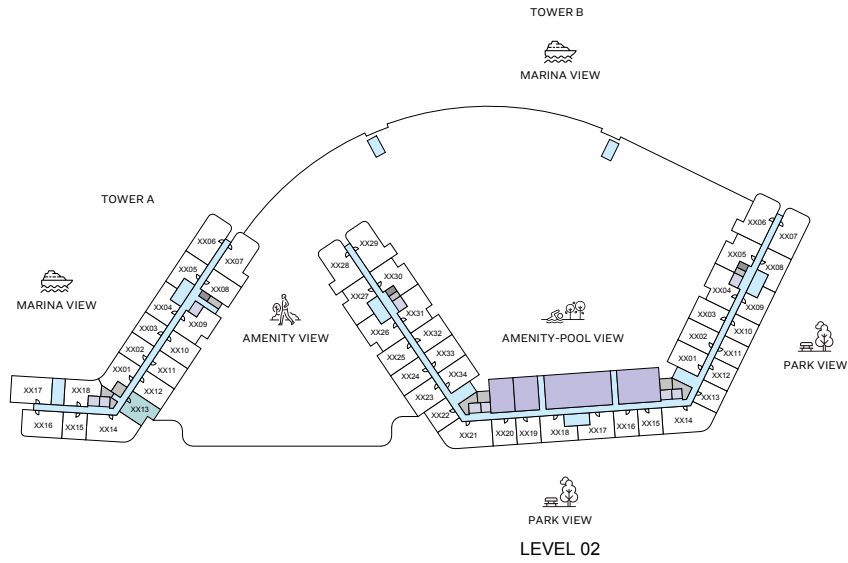 TOWER B
MARINA VIEW
TOWER A
MARINA VIEW
AMENITY VIEW
AMENITY-POOL VIEW
PARK VIEW
XX06
XX07
XX05
XX08
XX04
XX09
XX03
XX10
XX02
XX11
XX01
XX12
XX17
XX18
XX13
XX16
XX15
XX14
XX29
XX28
XX30
XX27
XX31
XX26
XX32
XX25
XX33
XX24
XX34
XX23
XX22
XX21
XX20
XX19
XX18
XX17
XX16
XX15
XX14
XX06
XX07
XX05
XX08
XX04
XX09
XX03
XX10
XX02
XX11
XX01
XX12
XX13
PARK VIEW
LEVEL 02